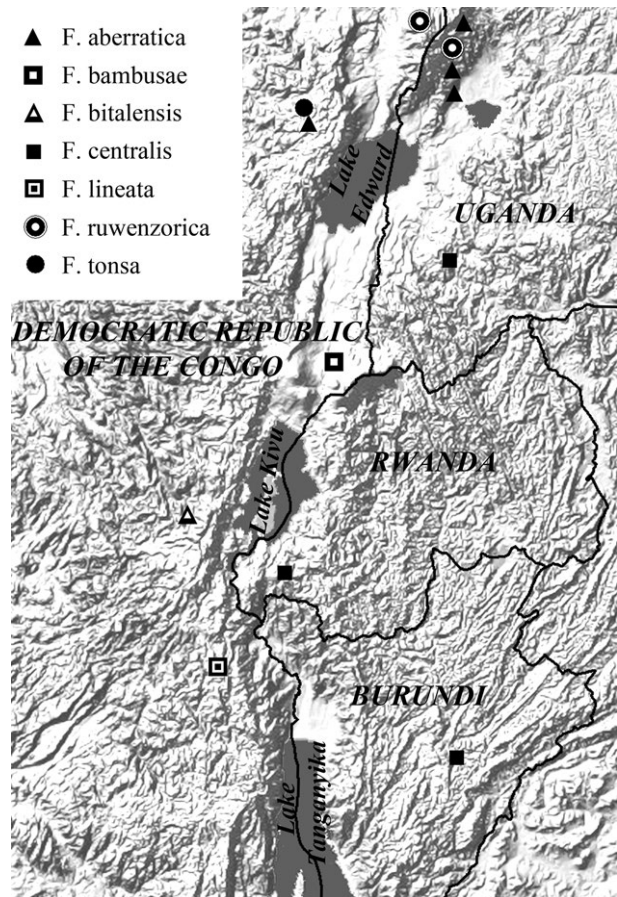 F. aberratica
F. bambusae
F. bitalensis
F. centralis
F. lineata
F. ruwenzorica
F. tonsa
Lake
Edward
UGANDA
DEMOCRATIC REPUBLIC
OF THE CONGO
Lake Kivu
RWANDA
BURUNDI
Lake
Tanganyika